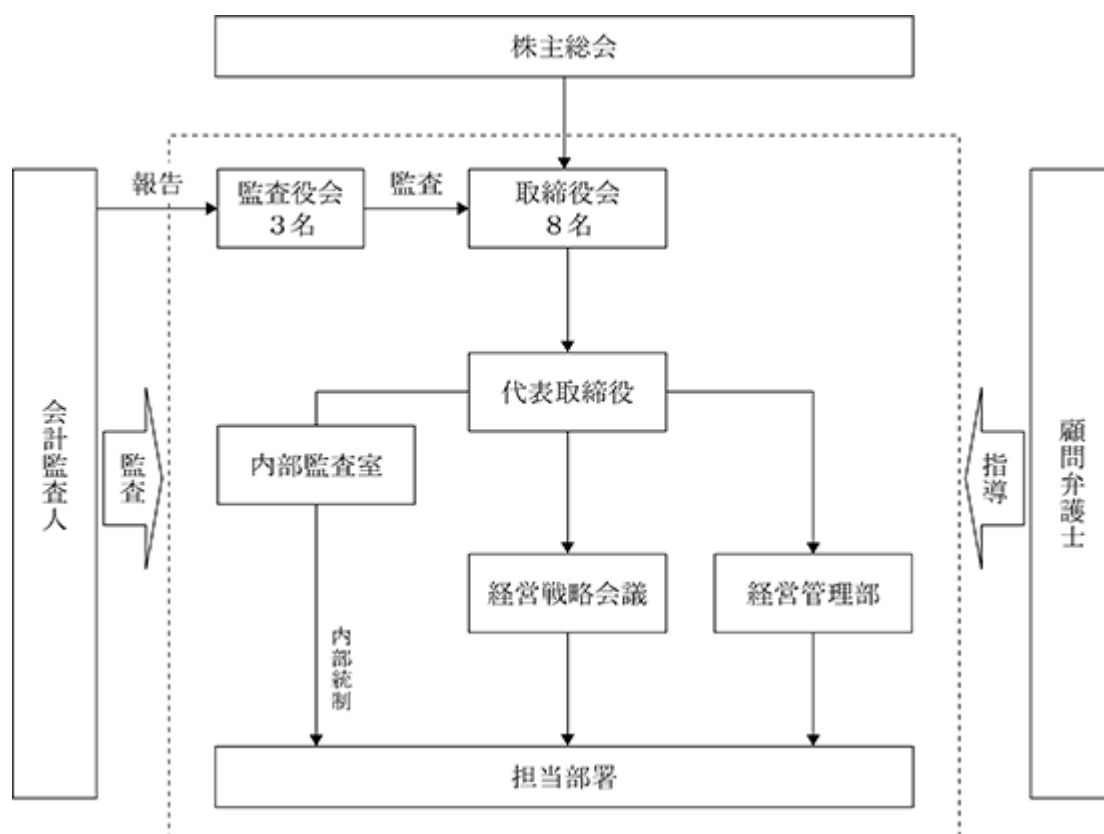 株主総会
報告
監査役会
3名
監査
取締役会
8名
代表取締役
会計監査人
監査
内部監査室
指導
顧問弁護士
経営戦略会議
経営管理部
内部統制
担当部署